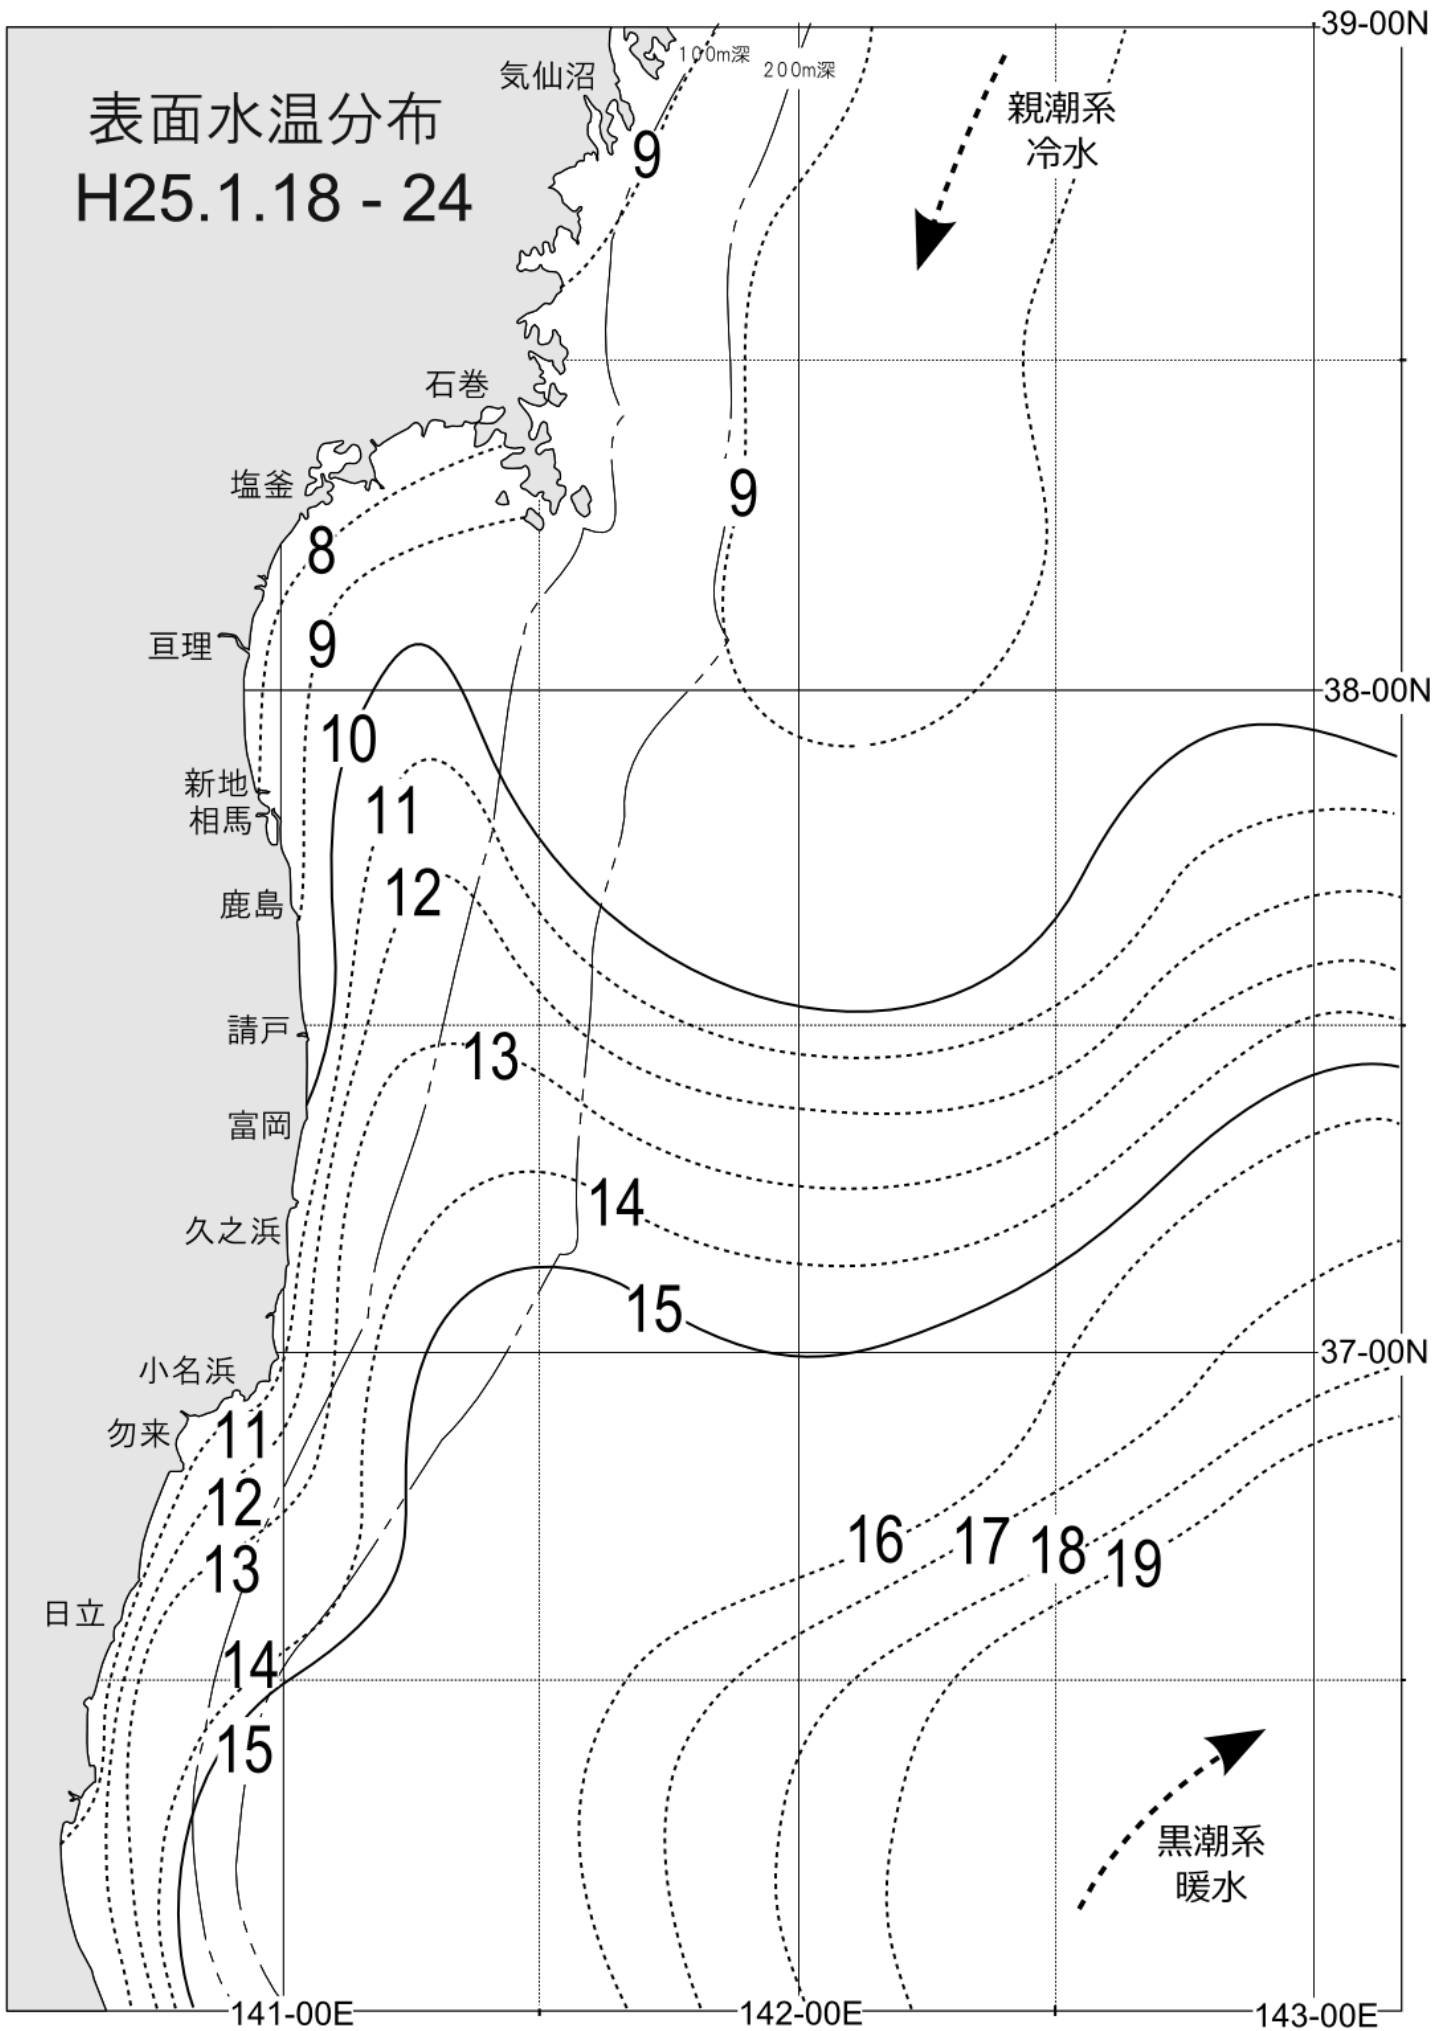 39-00N
100m深
200m深
気仙沼
表面水温分布
H25.1.18 - 24
親潮系
冷水
9
石巻
塩釜
9
8
亘理
9
38-00N
10
新地
相馬
11
12
鹿島
請戸
13
富岡
14
久之浜
15
37-00N
小名浜
勿来
11
12
16
17
18
19
13
日立
14
15
黒潮系
暖水
141-00E
142-00E
143-00E